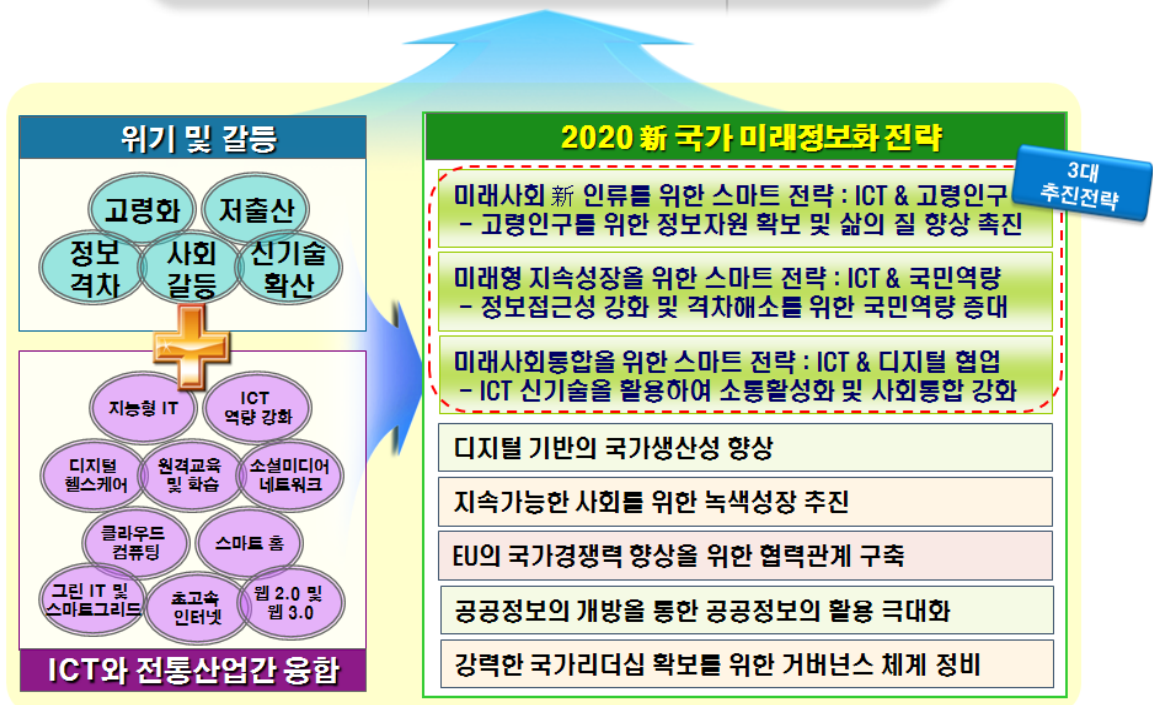 위기 및 갈등
고령화
저출산
정보
격차
사회
갈등
신기술
확산
지능형 IT
ICT
역량 강화
디지털
헬스케어
원격교육
및 학습
소셜미디어
네트워크
클라우드
컴퓨팅
스마트 홈
그린 IT 및
스마트그리드
초고속
인터넷
웹 2.0 및
웹 3.0
ICT와 전통산업간 융합
2020 新 국가 미래정보화 전략
3대
추진전략
미래사회 新 인류를 위한 스마트 전략 : ICT & 고령인구
- 고령인구를 위한 정보자원 확보 및 삶의 질 향상 촉진
미래형 지속성장을 위한 스마트 전략 : ICT & 국민역량
- 정보접근성 강화 및 격차해소를 위한 국민역량 증대
미래사회통합을 위한 스마트 전략 : ICT & 디지털 협업
- ICT 신기술을 활용하여 소통활성화 및 사회통합 강화
디지털 기반의 국가생산성 향상
지속가능한 사회를 위한 녹색성장 추진
EU의 국가경쟁력 향상을 위한 협력관계 구축
공공정보의 개방을 통한 공공정보의 활용 극대화
강력한 국가리더십 확보를 위한 거버넌스 체계 정비